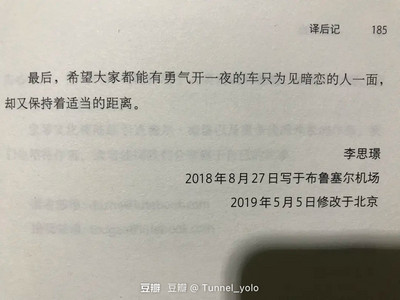 译后记 185
最后，希望大家都能有勇气开一夜的车只为见暗恋的人一面，
却又保持着适当的距离。
李思璟
2018年8月27日写于布鲁塞尔机场
2019年5月5日修改于北京
豆瓣 豆瓣 @ Tunnel_yolo